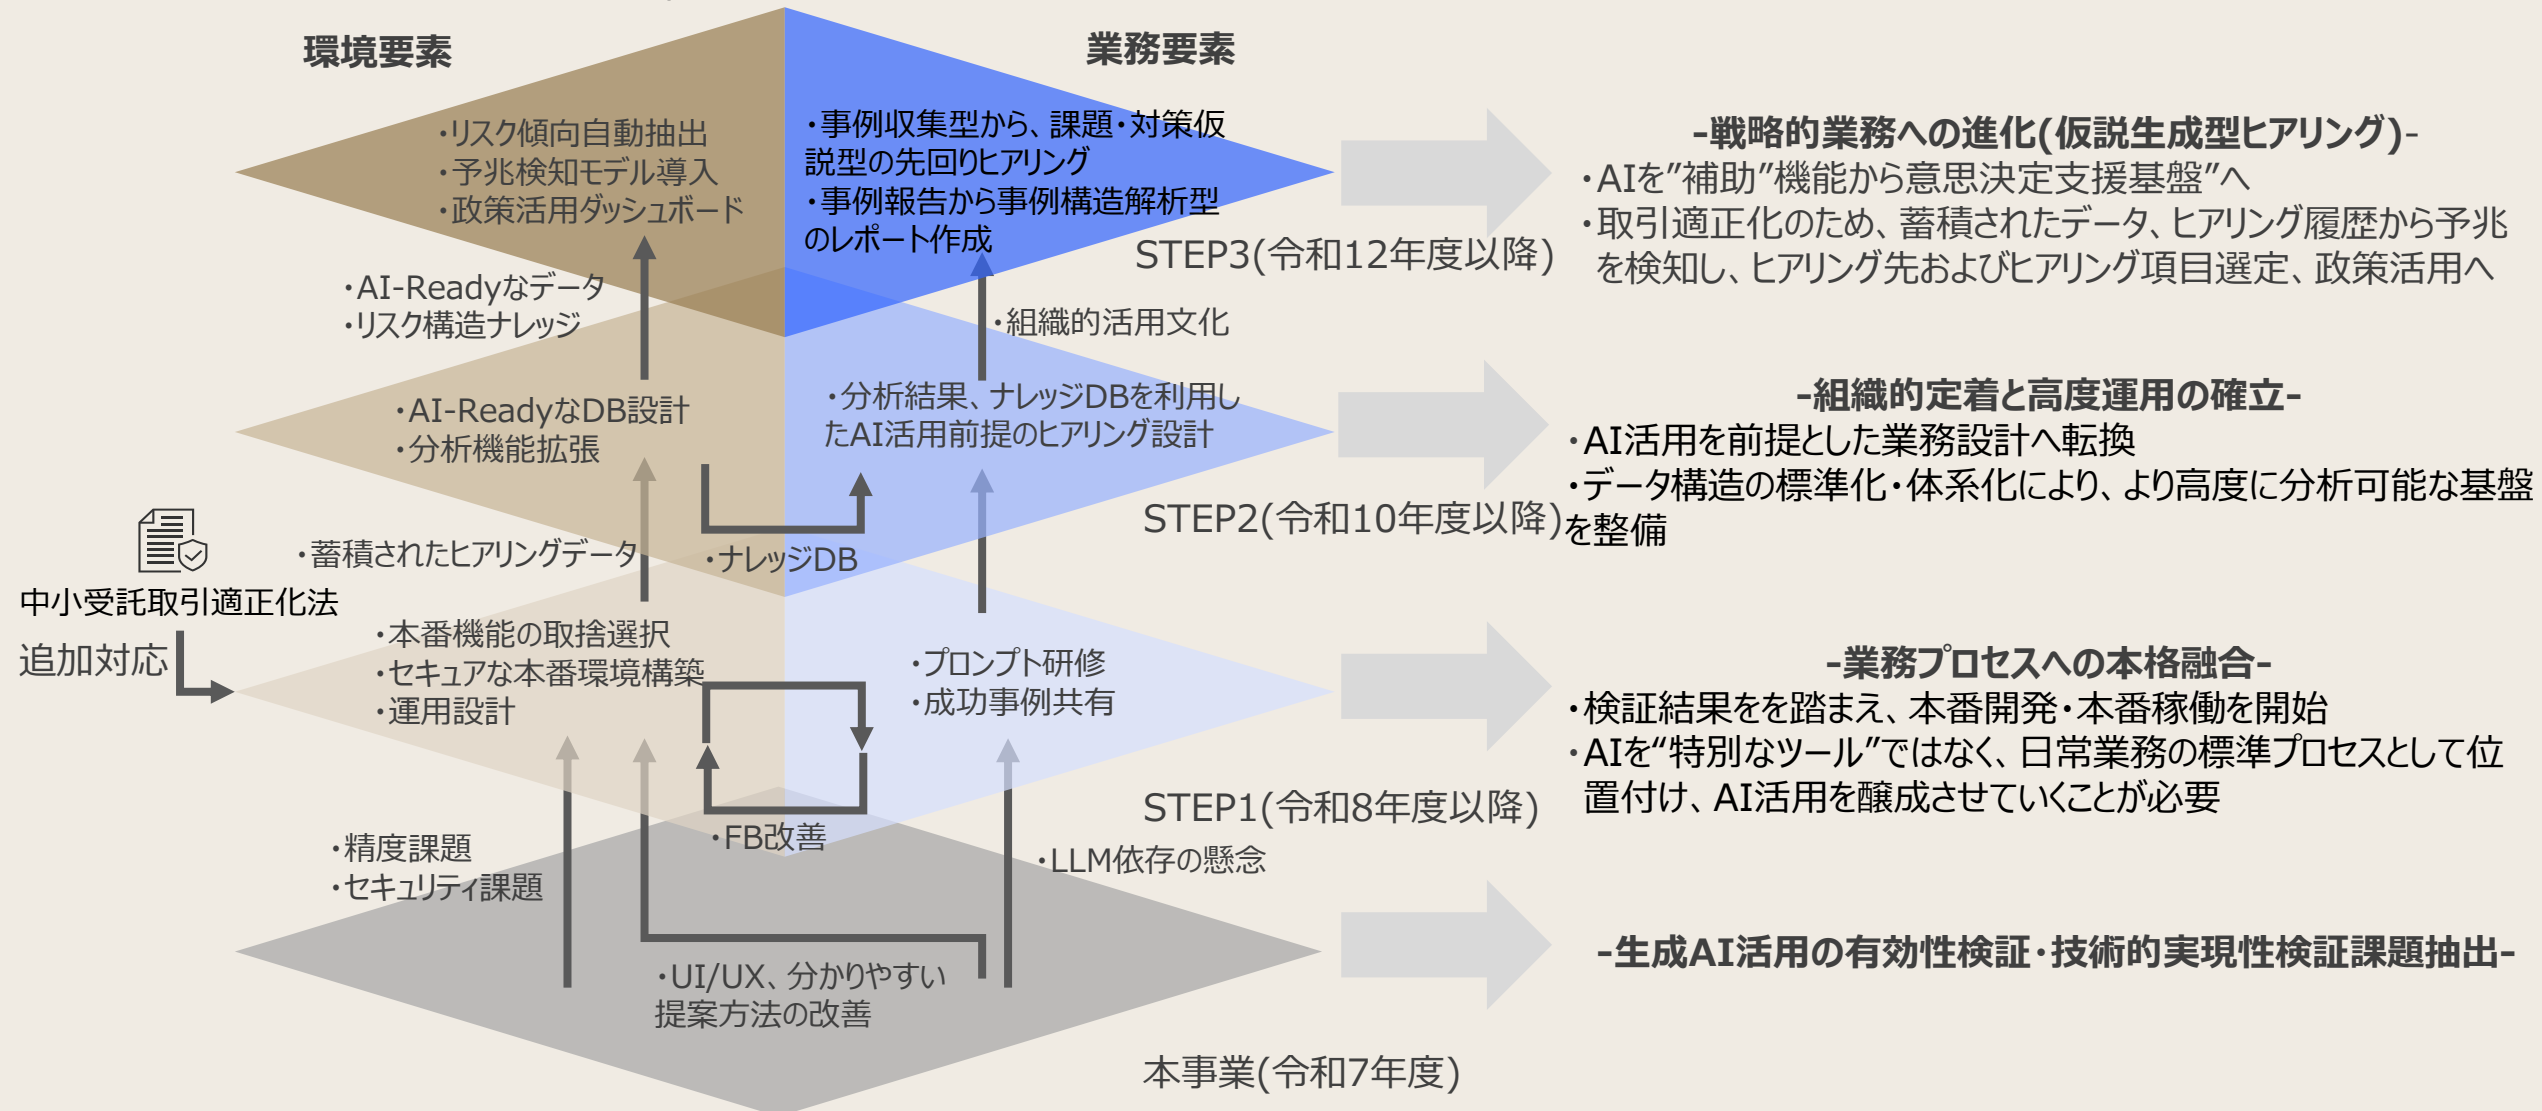 環境要素
業務要素
・リスク傾向自動抽出
・予兆検知モデル導入
・政策活用ダッシュボード
・事例収集型から、課題・対策仮
説型の先回りヒアリング
・事例報告から事例構造解析型
のレポート作成
STEP3(令和12年度以降)
-戦略的業務への進化(仮説生成型ヒアリング)-
・AIを”補助”機能から意思決定支援基盤”へ
・取引適正化のため、蓄積されたデータ、ヒアリング履歴から予兆
を検知し、ヒアリング先およびヒアリング項目選定、政策活用へ
・AI-Readyなデータ
・リスク構造ナレッジ
・組織的活用文化
・AI-ReadyなDB設計
・分析機能拡張
・分析結果、ナレッジDBを利用し
たAI活用前提のヒアリング設計
STEP2(令和10年度以降)
-組織的定着と高度運用の確立-
・AI活用を前提とした業務設計へ転換
・データ構造の標準化・体系化により、より高度に分析可能な基盤
を整備
・蓄積されたヒアリングデータ
・ナレッジDB
中小受託取引適正化法
追加対応
・本番機能の取捨選択
・セキュアな本番環境構築
・運用設計
・プロンプト研修
・成功事例共有
STEP1(令和8年度以降)
-業務プロセスへの本格融合-
・検証結果をを踏まえ、本番開発・本番稼働を開始
・AIを“特別なツール”ではなく、日常業務の標準プロセスとして位
置付け、AI活用を醸成させていくことが必要
・FB改善
・精度課題
・セキュリティ課題
・LLM依存の懸念
・UI/UX、分かりやすい
提案方法の改善
本事業(令和7年度)
-生成AI活用の有効性検証・技術的実現性検証課題抽出-